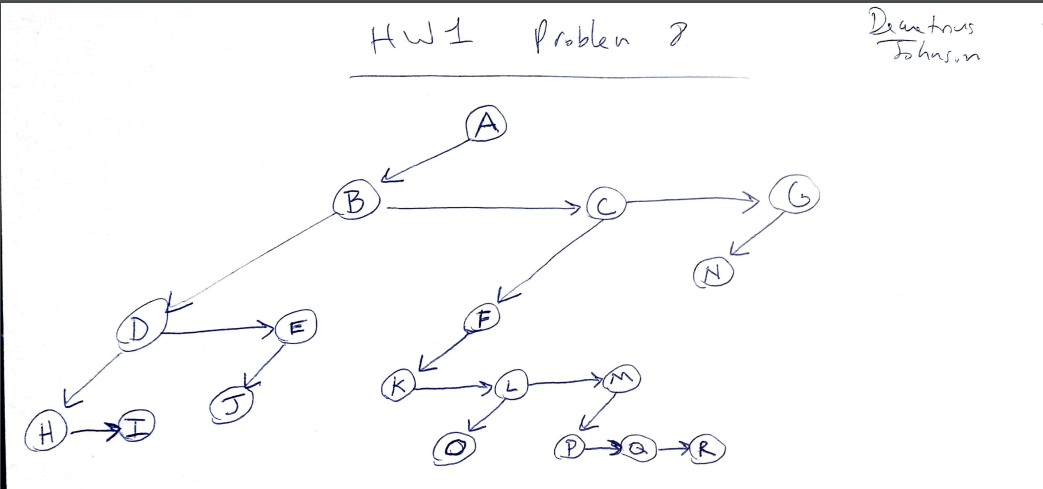 HW1 Problem 8
Demetrius
Johnson
A
B C G
N
D E F
K L M
H I J
O P Q R